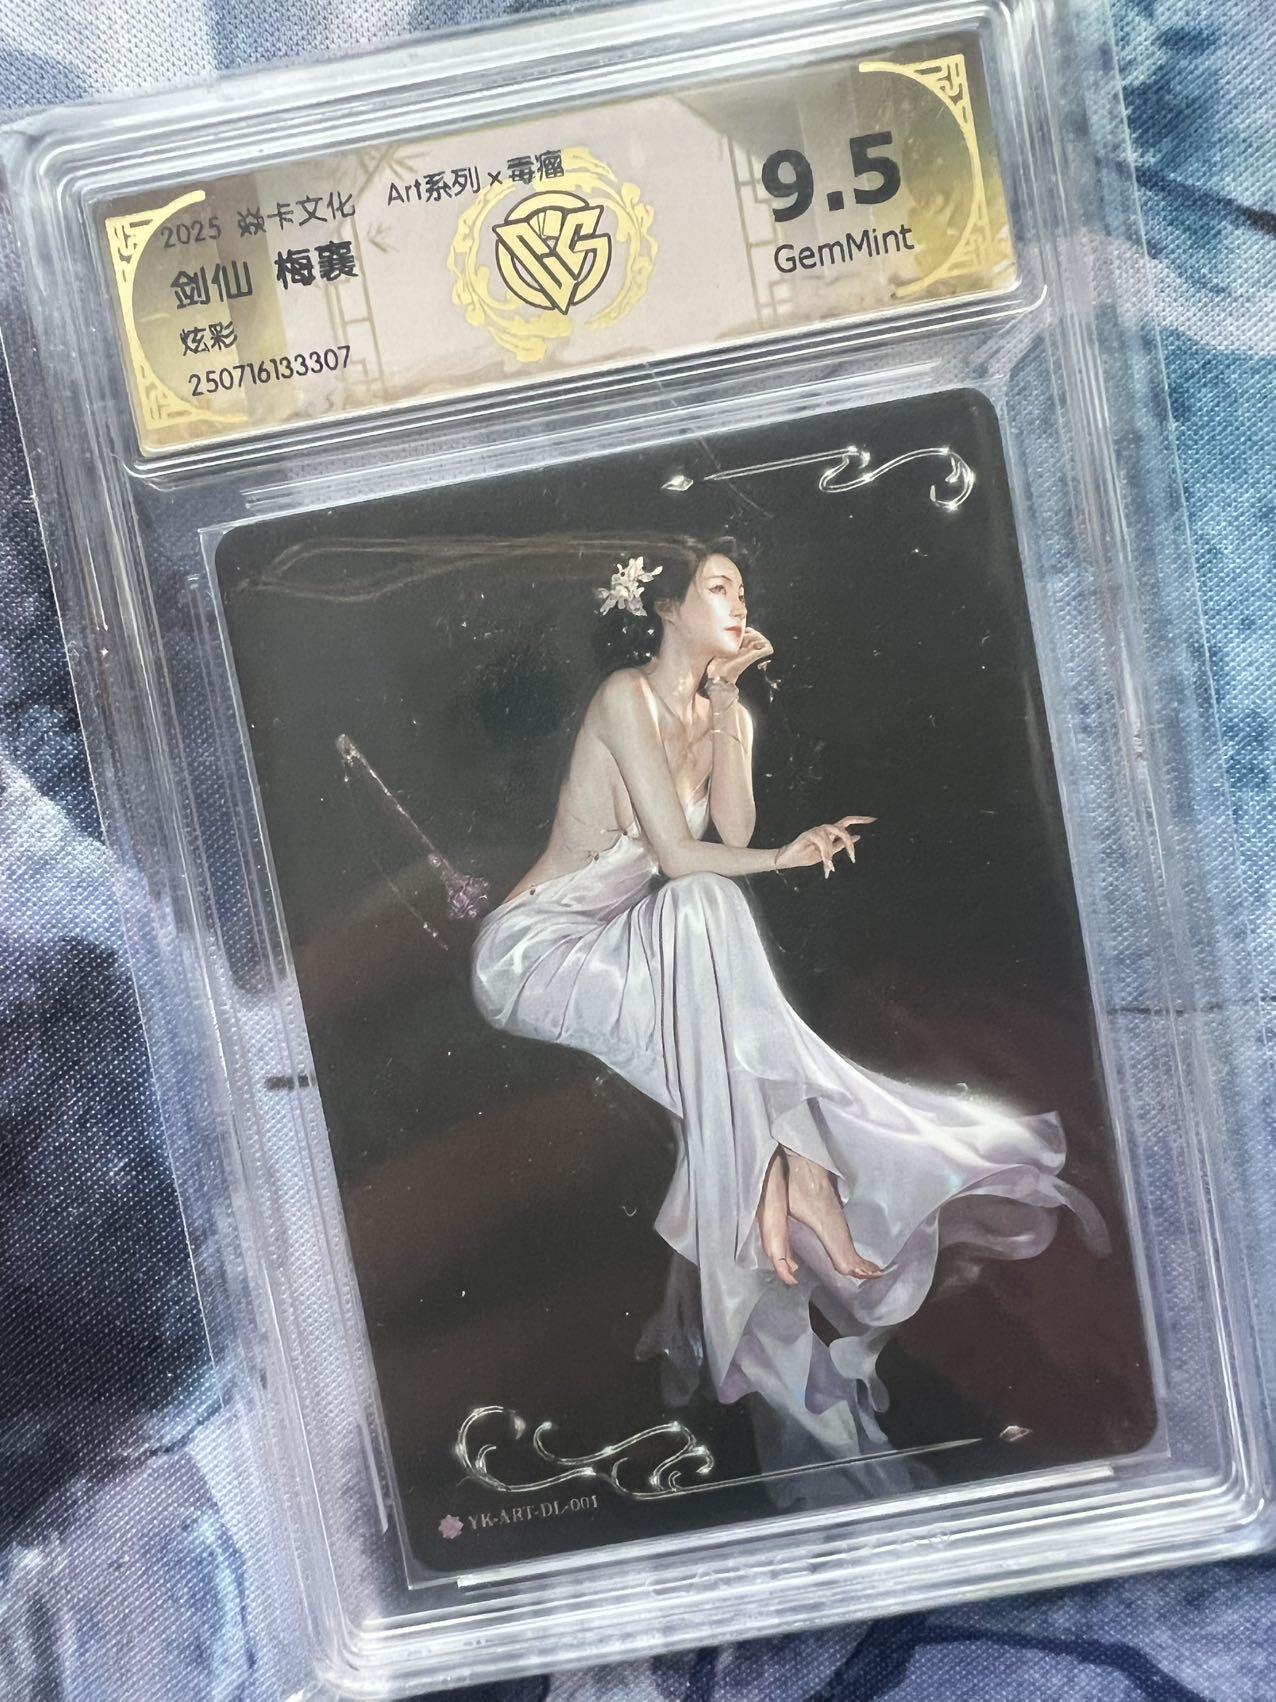 2025 焱卡文化 Art系列 x 毒瘤
剑仙 梅襄
炫彩
250716133307
9.5
GemMint
YK-ART-DL-001